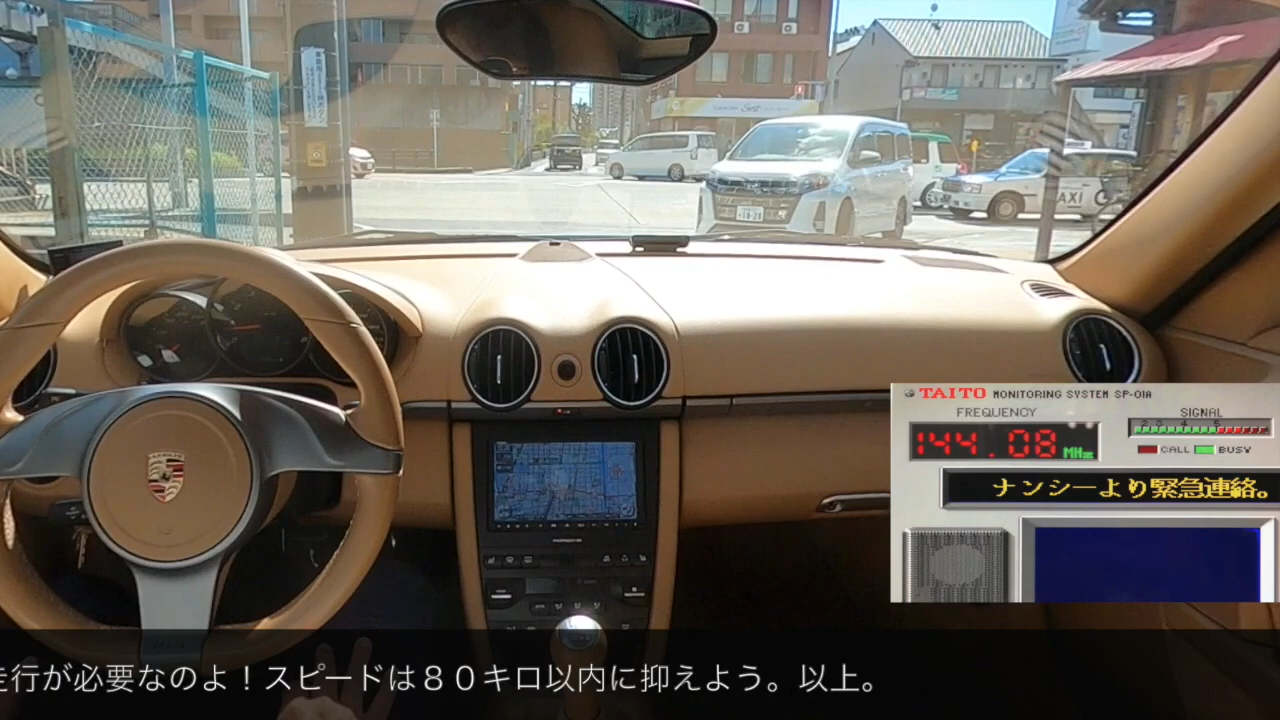 TAXI
TAITO MONITORING SYSTEM SP-01A
FREQUENCY
SIGNAL
144.08 MHz
CALL BUSY
ナンシーより緊急連絡。
走行が必要なのよ！スピードは８０キロ以内に抑えよう。以上。